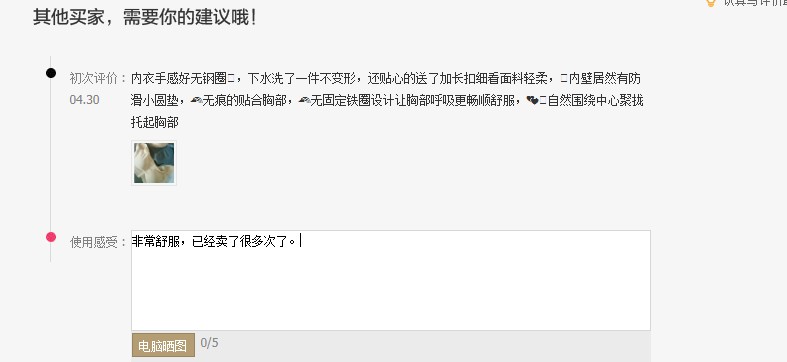 其他买家，需要你的建议哦！
初次评价：
04.30
内衣手感好无钢圈，下水洗了一件不变形，还贴心的送了加长扣细看面料轻柔，内壁居然有防
滑小圆垫，无痕的贴合胸部，无固定铁圈设计让胸部呼吸更畅顺舒服，自然围绕中心聚拢
托起胸部
使用感受：
非常舒服，已经卖了很多次了。
电脑晒图 0/5